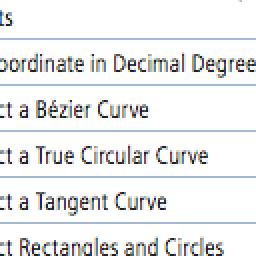 ts
oordinate in Decimal Degree
ct a Bézier Curve
ct a True Circular Curve
ct a Tangent Curve
ct Rectangles and Circles